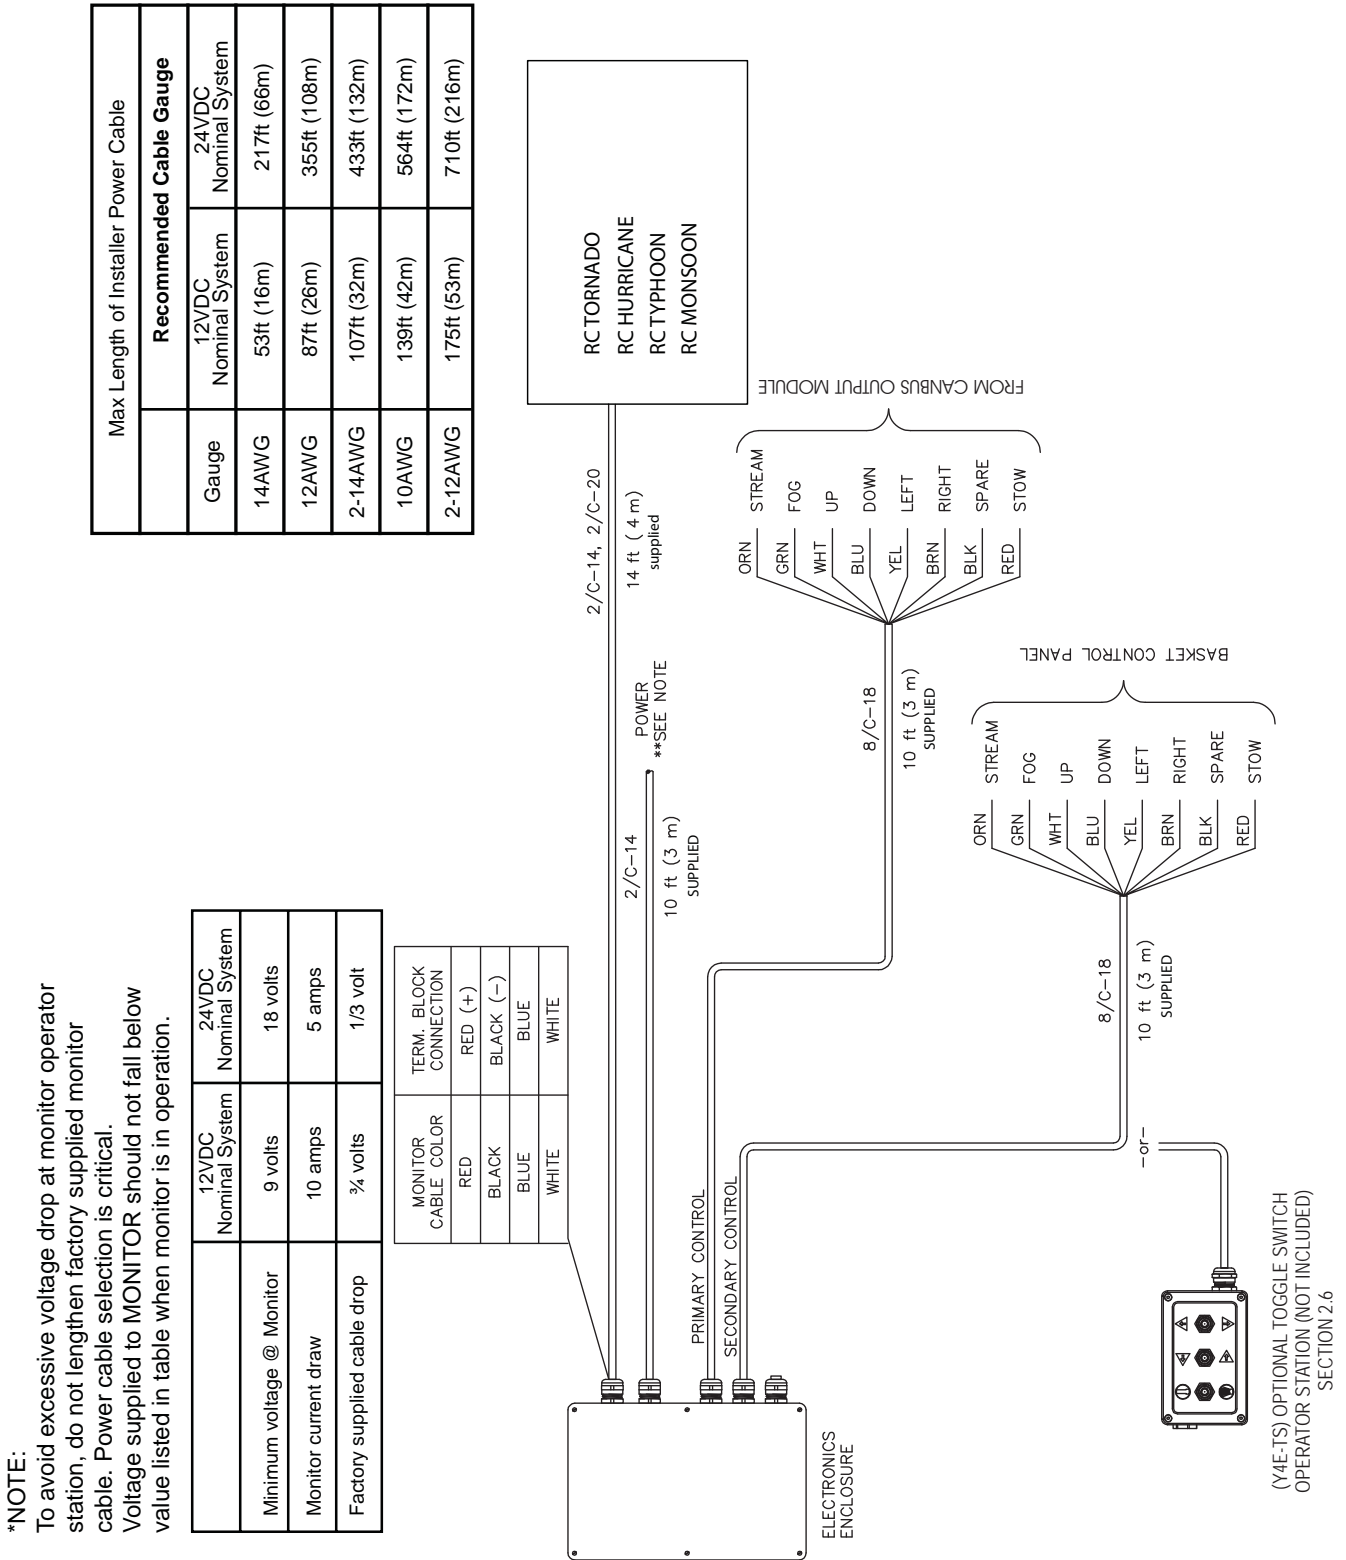 *NOTE:
To avoid excessive voltage drop at monitor operator
station, do not lengthen factory supplied monitor
cable. Power cable selection is critical.
Voltage supplied to MONITOR should not fall below
value listed in table when monitor is in operation.
12VDC
Nominal System
24VDC
Nominal System
Minimum voltage @ Monitor
9 volts
18 volts
Monitor current draw
10 amps
5 amps
Factory supplied cable drop
¾ volts
1/3 volt
Max Length of Installer Power Cable
Recommended Cable Gauge
Gauge
12VDC
Nominal System
24VDC
Nominal System
14AWG
53ft (16m)
217ft (66m)
12AWG
87ft (26m)
355ft (108m)
2-14AWG
107ft (32m)
433ft (132m)
10AWG
139ft (42m)
564ft (172m)
2-12AWG
175ft (53m)
710ft (216m)
MONITOR
CABLE COLOR
TERM. BLOCK
CONNECTION
RED
RED (+)
BLACK
BLACK (-)
BLUE
BLUE
WHITE
WHITE
2/C-14, 2/C-20
14 ft ( 4 m)
supplied
RC TORNADO
RC HURRICANE
RC TYPHOON
RC MONSOON
2/C-14
10 ft (3 m)
SUPPLIED
POWER
**SEE NOTE
PRIMARY CONTROL
8/C-18
10 ft (3 m)
SUPPLIED
ORN STREAM
GRN FOG
WHT UP
BLU DOWN
YEL LEFT
BRN RIGHT
BLK SPARE
RED STOW
FROM CANBUS OUTPUT MODULE
SECONDARY CONTROL
8/C-18
10 ft (3 m)
SUPPLIED
ORN STREAM
GRN FOG
WHT UP
BLU DOWN
YEL LEFT
BRN RIGHT
BLK SPARE
RED STOW
BASKET CONTROL PANEL
-or-
ELECTRONICS
ENCLOSURE
(Y4E-TS) OPTIONAL TOGGLE SWITCH
OPERATOR STATION (NOT INCLUDED)
SECTION 2.6